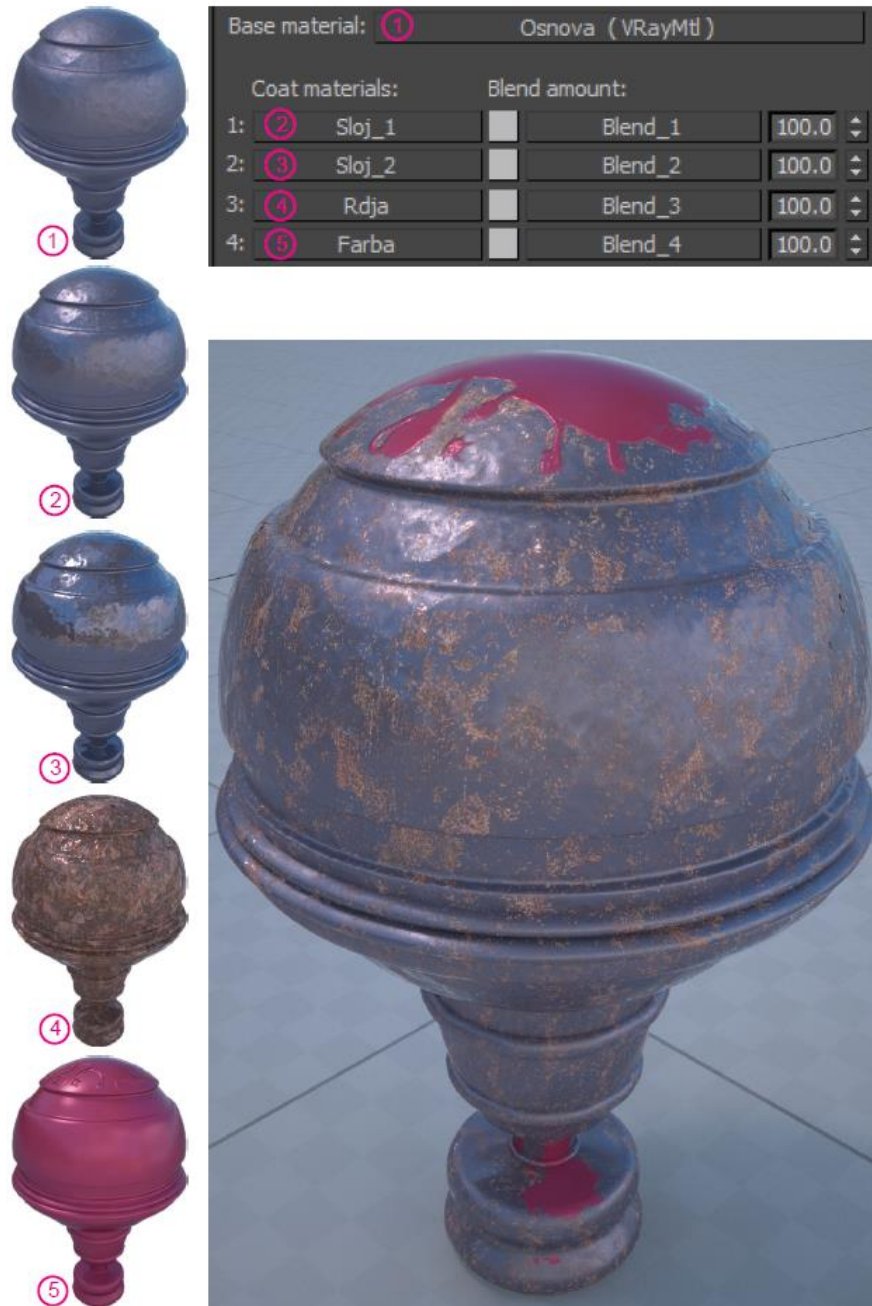 Base material: 1 Osnova ( VRayMtl )
Coat materials: Blend amount:
1: 2 Sloj_1 Blend_1 100.0
2: 3 Sloj_2 Blend_2 100.0
3: 4 Rdja Blend_3 100.0
4: 5 Farba Blend_4 100.0
1
2
3
4
5